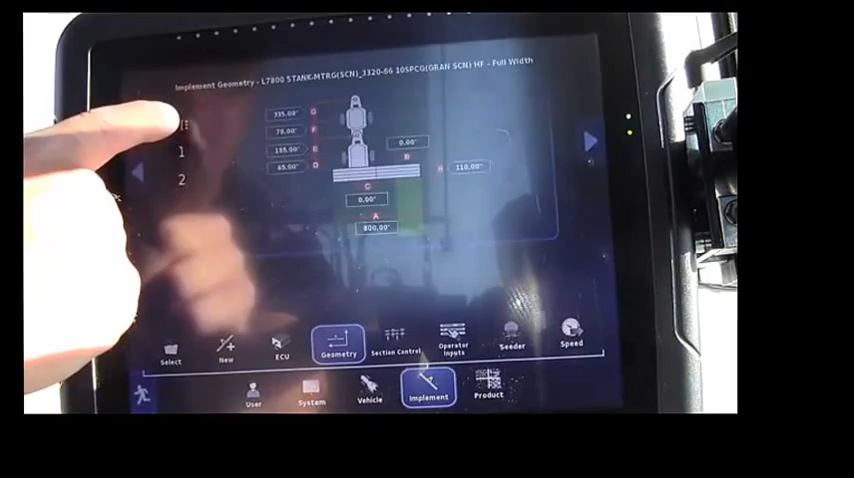 Implement Geometry - L7800 5TANK-MTRG(SCN)_3320-66 10SPCG(GRAN SCN) HF - Full Width
335.00" G
78.00" F
0.00"
1
185.00" E
B
65.00" D
H 110.00"
2
C
0.00"
A
800.00"
Select
New
ECU
Geometry
Section Control
Operator Inputs
Seeder
Speed
User
System
Vehicle
Implement
Product